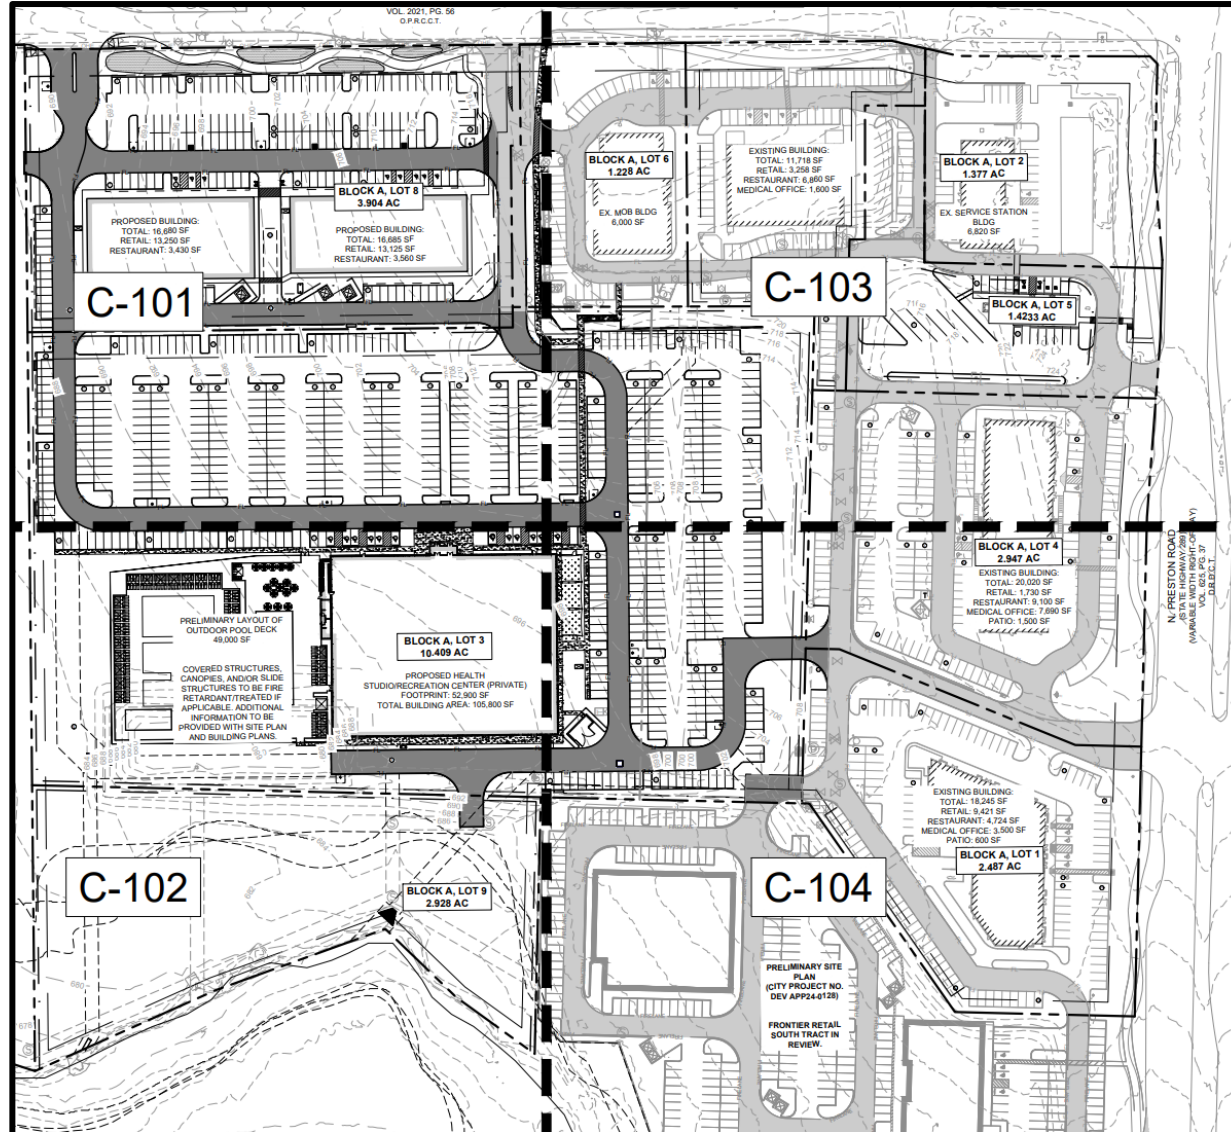 VOL. 2021, PG. 56
O.P.R.C.C.T.
BLOCK A, LOT 8
3.904 AC
PROPOSED BUILDING:
TOTAL: 16,680 SF
RETAIL: 13,250 SF
RESTAURANT: 3,430 SF
PROPOSED BUILDING:
TOTAL: 16,685 SF
RETAIL: 13,125 SF
RESTAURANT: 3,560 SF
C-101
BLOCK A, LOT 6
1.228 AC
EX. MOB BLDG
6,000 SF
EXISTING BUILDING:
TOTAL: 11,718 SF
RETAIL: 3,258 SF
RESTAURANT: 6,860 SF
MEDICAL OFFICE: 1,600 SF
BLOCK A, LOT 2
1.377 AC
EX. SERVICE STATION
BLDG
6,820 SF
C-103
BLOCK A, LOT 5
1.4233 AC
BLOCK A, LOT 4
2.947 AC
EXISTING BUILDING:
TOTAL: 20,020 SF
RETAIL: 1,730 SF
RESTAURANT: 9,100 SF
MEDICAL OFFICE: 7,690 SF
PATIO: 1,500 SF
N. PRESTON ROAD
(STATE HIGHWAY 289)
(VARIABLE WIDTH RIGHT-OF-WAY)
VOL. 625, PG. 37
D.R.D.C.T.
PRELIMINARY LAYOUT OF
OUTDOOR POOL DECK
49,000 SF
COVERED STRUCTURES,
CANOPIES, AND/OR SLIDE
STRUCTURES TO BE FIRE
RETARDANT/TREATED IF
APPLICABLE. ADDITIONAL
INFORMATION TO BE
PROVIDED WITH SITE PLAN
AND BUILDING PLANS.
BLOCK A, LOT 3
10.409 AC
PROPOSED HEALTH
STUDIO/RECREATION CENTER (PRIVATE)
FOOTPRINT: 52,900 SF
TOTAL BUILDING AREA: 105,800 SF
C-102
BLOCK A, LOT 9
2.928 AC
EXISTING BUILDING:
TOTAL: 18,245 SF
RETAIL: 9,421 SF
RESTAURANT: 4,724 SF
MEDICAL OFFICE: 3,500 SF
PATIO: 600 SF
BLOCK A, LOT 1
2.487 AC
C-104
PRELIMINARY SITE
PLAN
(CITY PROJECT NO.
DEV APP24-0128)
FRONTIER RETAIL
SOUTH TRACT IN
REVIEW.